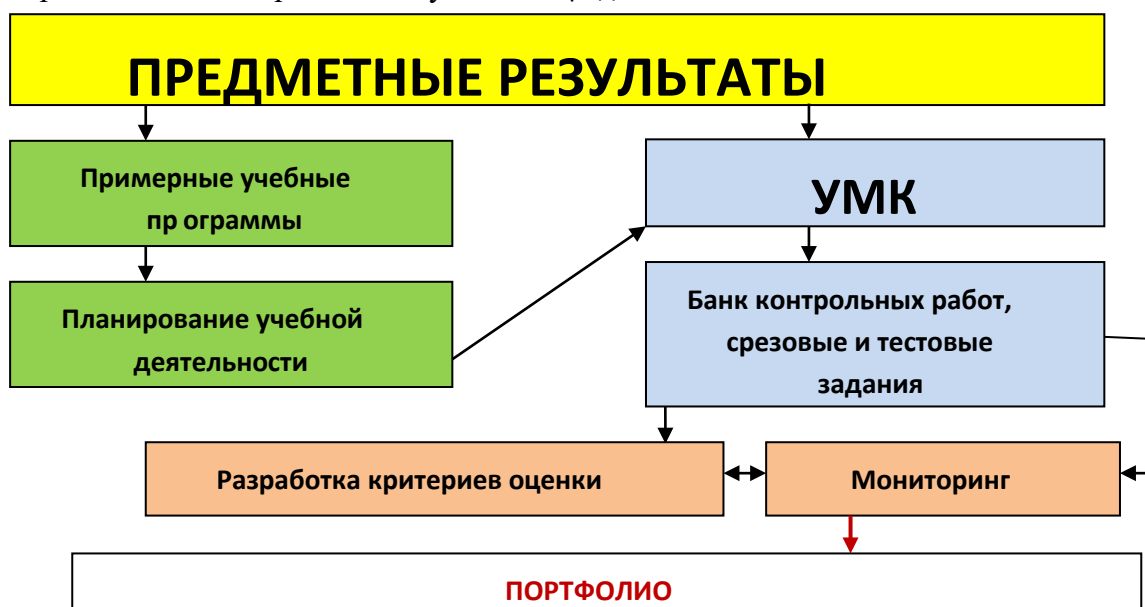 ПРЕДМЕТНЫЕ РЕЗУЛЬТАТЫ
Примерные учебные
пр ограммы
УМК
Планирование учебной
деятельности
Банк контрольных работ,
срезовые и тестовые
задания
Разработка критериев оценки
Мониторинг
ПОРТФОЛИО